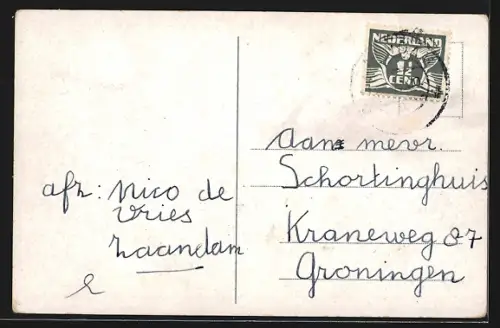 NEDERLAND
1½
CENT
Aan mevr.
Schortinghuis
Kraneweg 87
Groningen
afz: Nico de
Vries
Zaandam